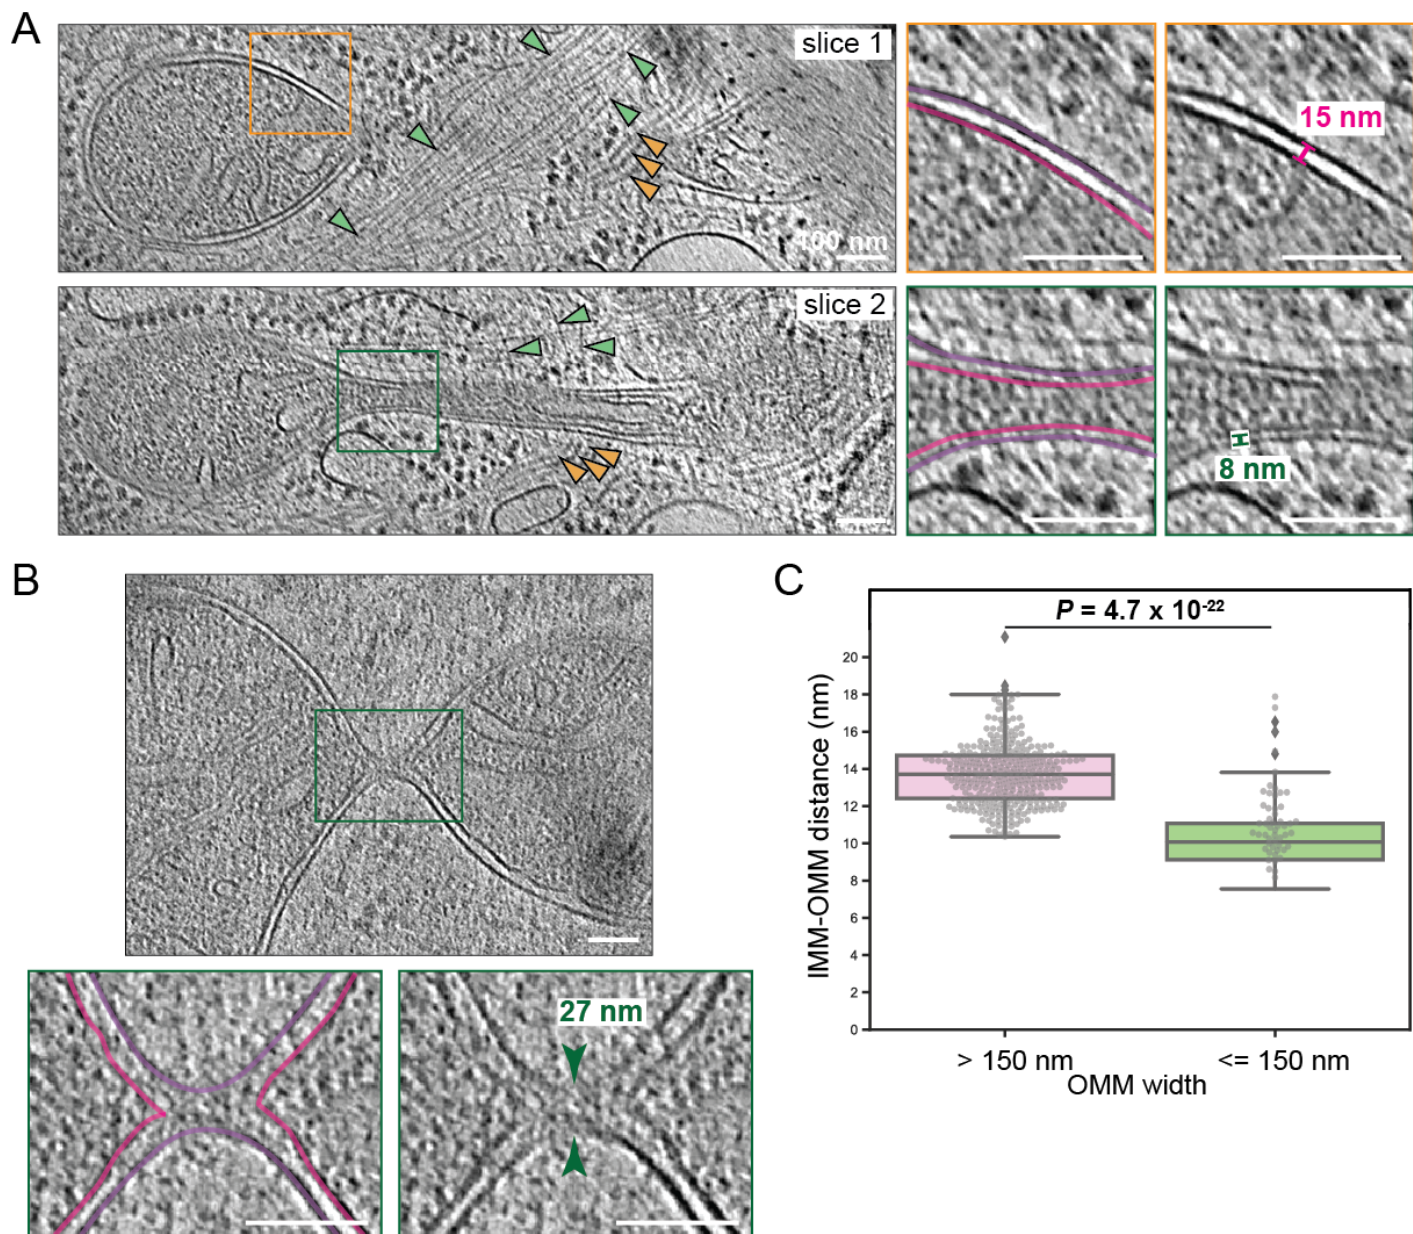 A
slice 1
100 nm
15 nm
slice 2
8 nm
B
27 nm
C
P = 4.7 x 10-22
IMM-OMM distance (nm)
20
18
16
14
12
10
8
6
4
2
0
> 150 nm
<= 150 nm
OMM width